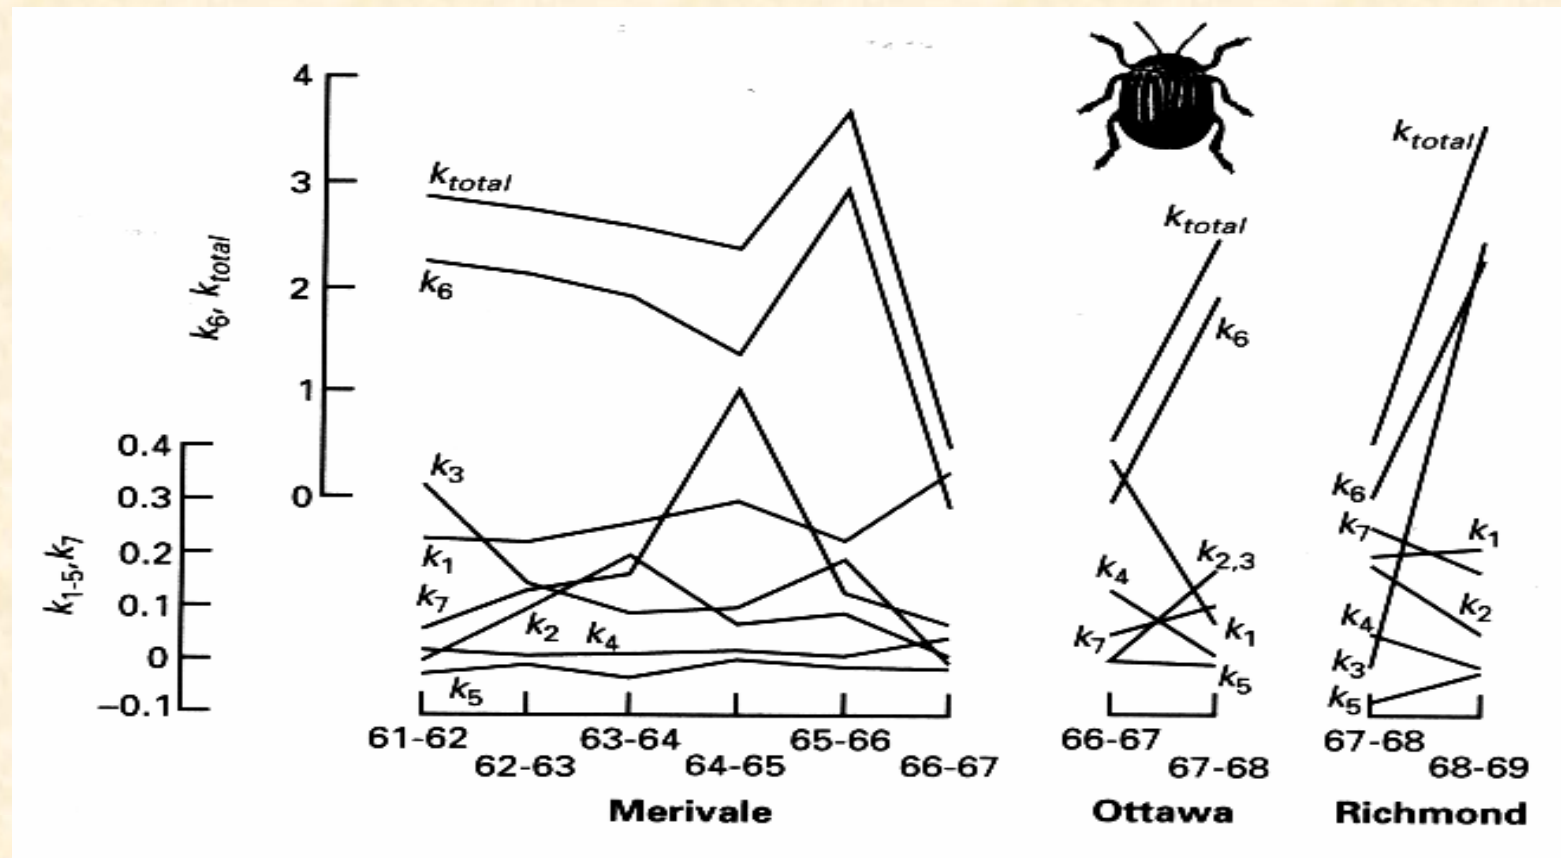 4
3
2
1
0
k6, ktotal
0.4
0.3
0.2
0.1
0
−0.1
k1-5,k7
ktotal
k6
k3
k1
k7
k2
k4
k5
61-62
62-63
63-64
64-65
65-66
66-67
Merivale
ktotal
k6
k4
k2,3
k7
k1
k5
66-67
67-68
Ottawa
ktotal
k6
k7
k1
k2
k4
k3
k5
67-68
68-69
Richmond